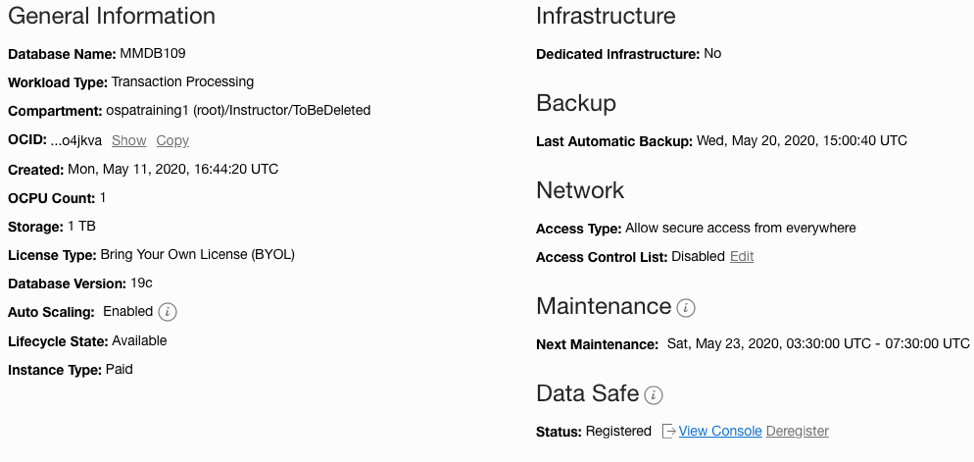 General Information
Database Name: MMDB109
Workload Type: Transaction Processing
Compartment: ospatraining1 (root)/Instructor/ToBeDeleted
OCID: ...o4jkva Show Copy
Created: Mon, May 11, 2020, 16:44:20 UTC
OCPU Count: 1
Storage: 1 TB
License Type: Bring Your Own License (BYOL)
Database Version: 19c
Auto Scaling: Enabled i
Lifecycle State: Available
Instance Type: Paid
Infrastructure
Dedicated Infrastructure: No
Backup
Last Automatic Backup: Wed, May 20, 2020, 15:00:40 UTC
Network
Access Type: Allow secure access from everywhere
Access Control List: Disabled Edit
Maintenance i
Next Maintenance: Sat, May 23, 2020, 03:30:00 UTC - 07:30:00 UTC
Data Safe i
Status: Registered View Console Deregister